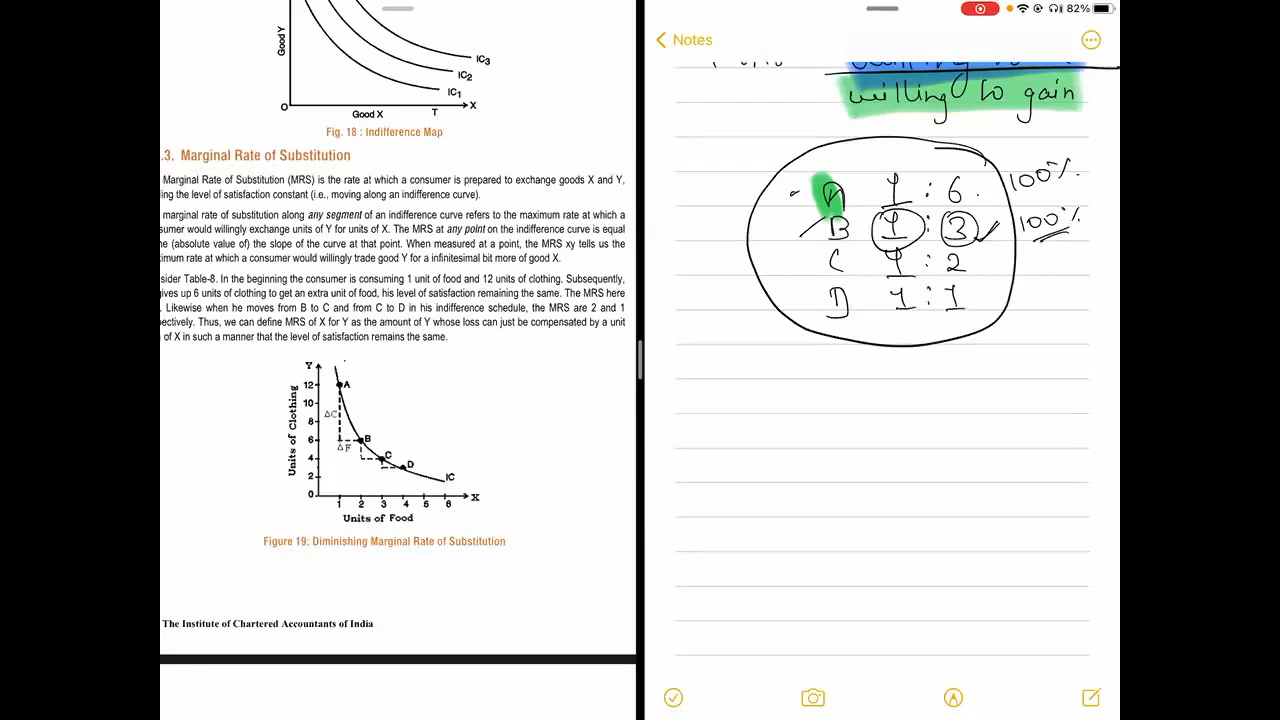 Good Y
IC3
IC2
IC1
O
X
Good X
T
Fig. 18 : Indifference Map
.3. Marginal Rate of Substitution
Marginal Rate of Substitution (MRS) is the rate at which a consumer is prepared to exchange goods X and Y,
ing the level of satisfaction constant (i.e., moving along an indifference curve).
marginal rate of substitution along any segment of an indifference curve refers to the maximum rate at which a
sumer would willingly exchange units of Y for units of X. The MRS at any point on the indifference curve is equal
e (absolute value of) the slope of the curve at that point. When measured at a point, the MRS xy tells us the
imum rate at which a consumer would willingly trade good Y for a infinitesimal bit more of good X.
sider Table-8. In the beginning the consumer is consuming 1 unit of food and 12 units of clothing. Subsequently,
gives up 6 units of clothing to get an extra unit of food, his level of satisfaction remaining the same. The MRS here
. Likewise when he moves from B to C and from C to D in his indifference schedule, the MRS are 2 and 1
pectively. Thus, we can define MRS of X for Y as the amount of Y whose loss can just be compensated by a unit
of X in such a manner that the level of satisfaction remains the same.
Y
12
10
8
6
4
2
0
Units of Clothing
A
ΔC
B
ΔF
C
D
IC
X
1 2 3 4 5 6
Units of Food
Figure 19: Diminishing Marginal Rate of Substitution
The Institute of Chartered Accountants of India
82%
Notes
willing to gain
A 1 : 6 100%
B 1 : 3 100%
C 1 : 2
D 1 : 1